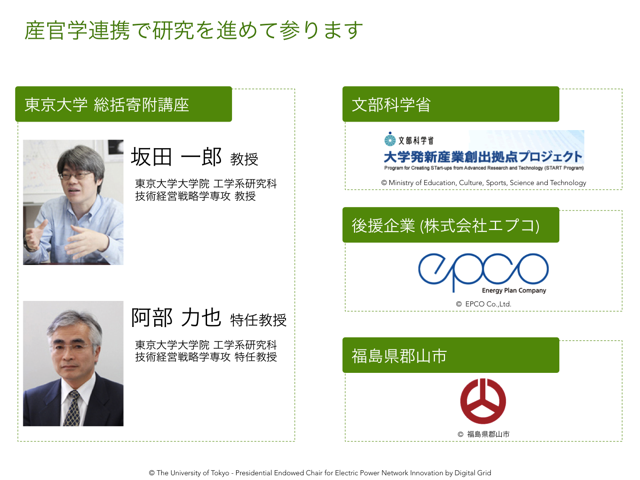 産官学連携で研究を進めて参ります
東京大学 総括寄附講座
坂田 一郎 教授
東京大学大学院 工学系研究科
技術経営戦略学専攻 教授
阿部 力也 特任教授
東京大学大学院 工学系研究科
技術経営戦略学専攻 特任教授
文部科学省
文部科学省
大学発新産業創出拠点プロジェクト
Program for Creating STart-ups from Advanced Research and Technology (START Program)
© Ministry of Education, Culture, Sports, Science and Technology
後援企業 (株式会社エプコ)
epco
Energy Plan Company
© EPCO Co.,Ltd.
福島県郡山市
© 福島県郡山市
© The University of Tokyo - Presidential Endowed Chair for Electric Power Network Innovation by Digital Grid